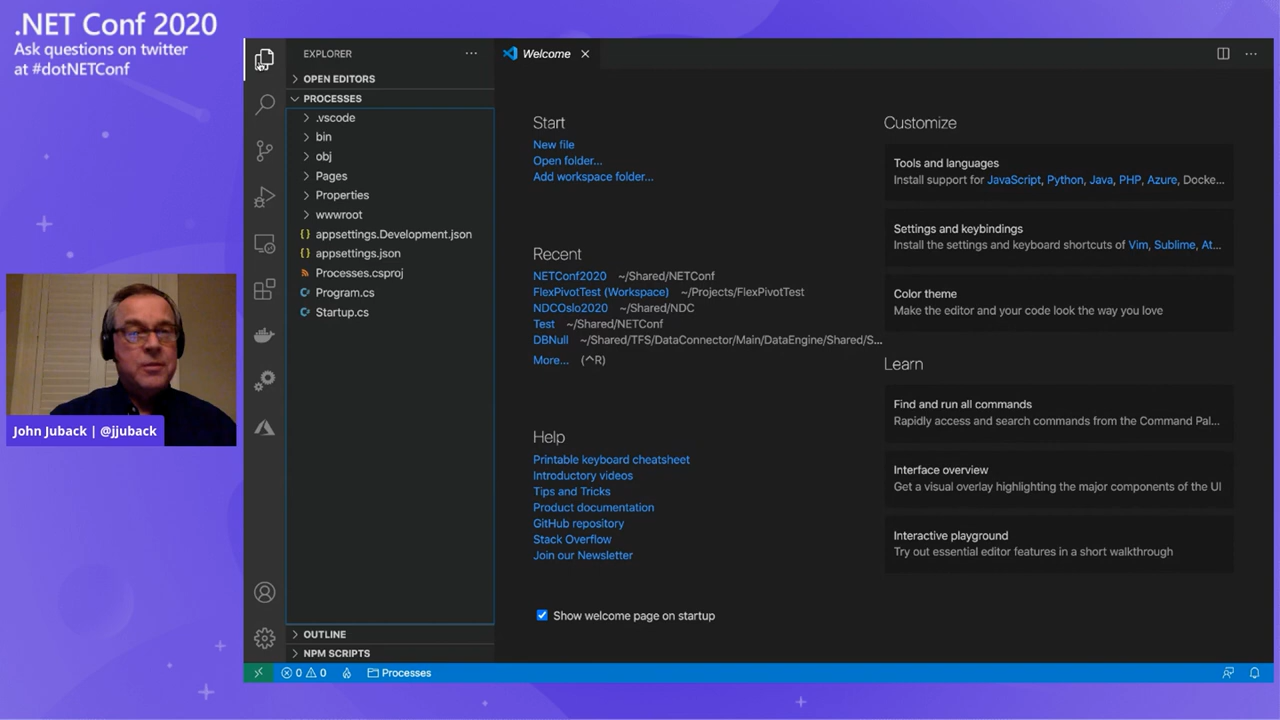 .NET Conf 2020
Ask questions on twitter
at #dotNETConf
John Juback | @jjuback
EXPLORER
OPEN EDITORS
PROCESSES
.vscode
bin
obj
Pages
Properties
wwwroot
{} appsettings.Development.json
{} appsettings.json
Processes.csproj
Program.cs
Startup.cs
OUTLINE
NPM SCRIPTS
Welcome
Start
New file
Open folder...
Add workspace folder...
Recent
NETConf2020 ~/Shared/NETConf
FlexPivotTest (Workspace) ~/Projects/FlexPivotTest
NDCOslo2020 ~/Shared/NDC
Test ~/Shared/NETConf
DBNull ~/Shared/TFS/DataConnector/Main/DataEngine/Shared/S...
More... (^R)
Help
Printable keyboard cheatsheet
Introductory videos
Tips and Tricks
Product documentation
GitHub repository
Stack Overflow
Join our Newsletter
Show welcome page on startup
Customize
Tools and languages
Install support for JavaScript, Python, Java, PHP, Azure, Docke...
Settings and keybindings
Install the settings and keyboard shortcuts of Vim, Sublime, At...
Color theme
Make the editor and your code look the way you love
Learn
Find and run all commands
Rapidly access and search commands from the Command Pal...
Interface overview
Get a visual overlay highlighting the major components of the UI
Interactive playground
Try out essential editor features in a short walkthrough
0 0 Processes